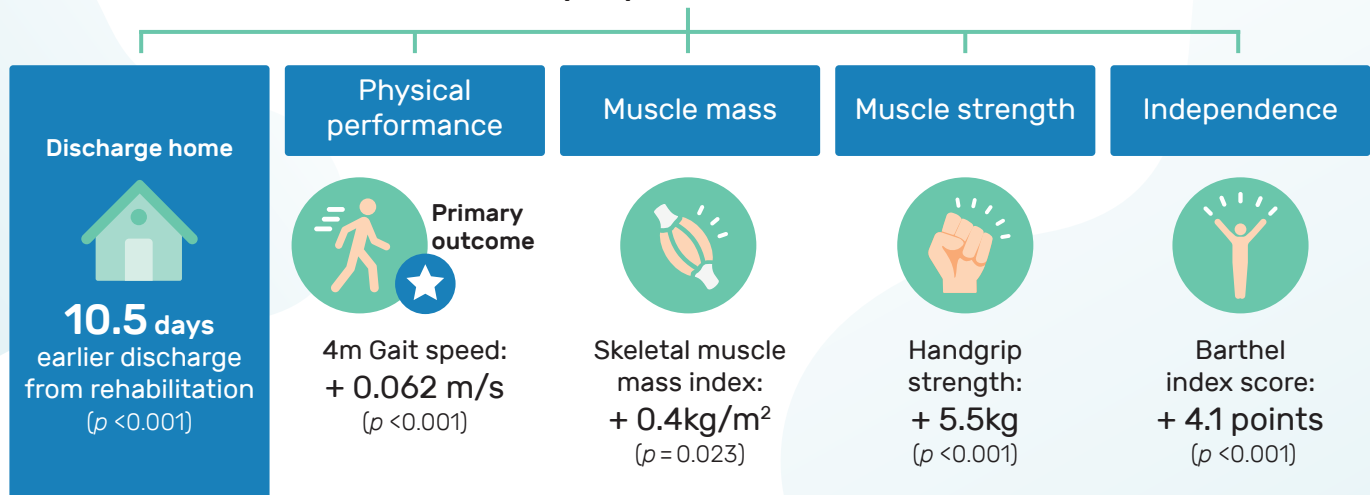 Discharge home
10.5 days
earlier discharge
from rehabilitation
(p <0.001)
Physical
performance
Primary
outcome
4m Gait speed:
+ 0.062 m/s
(p <0.001)
Muscle mass
Skeletal muscle
mass index:
+ 0.4kg/m²
(p = 0.023)
Muscle strength
Handgrip
strength:
+ 5.5kg
(p <0.001)
Independence
Barthel
index score:
+ 4.1 points
(p <0.001)